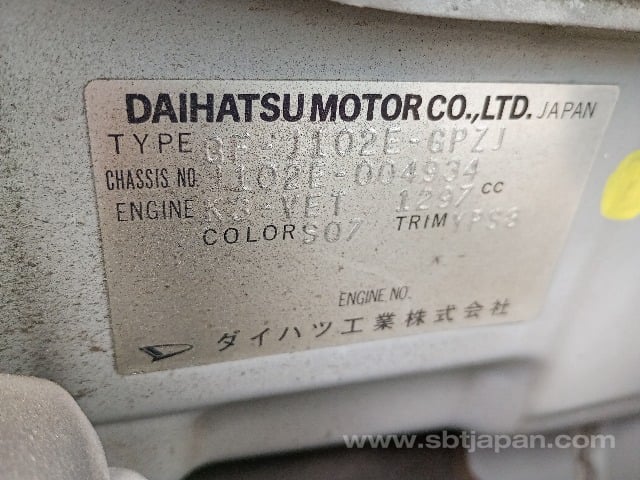 DAIHATSU MOTOR CO.,LTD. JAPAN
TYPE GF-J102E-GPZJ
CHASSIS NO. J102E-004934
ENGINE K3-VET 1297 CC
COLOR S07 TRIM YPS3
ENGINE NO.
ダイハツ工業株式会社
www.sbtjapan.com